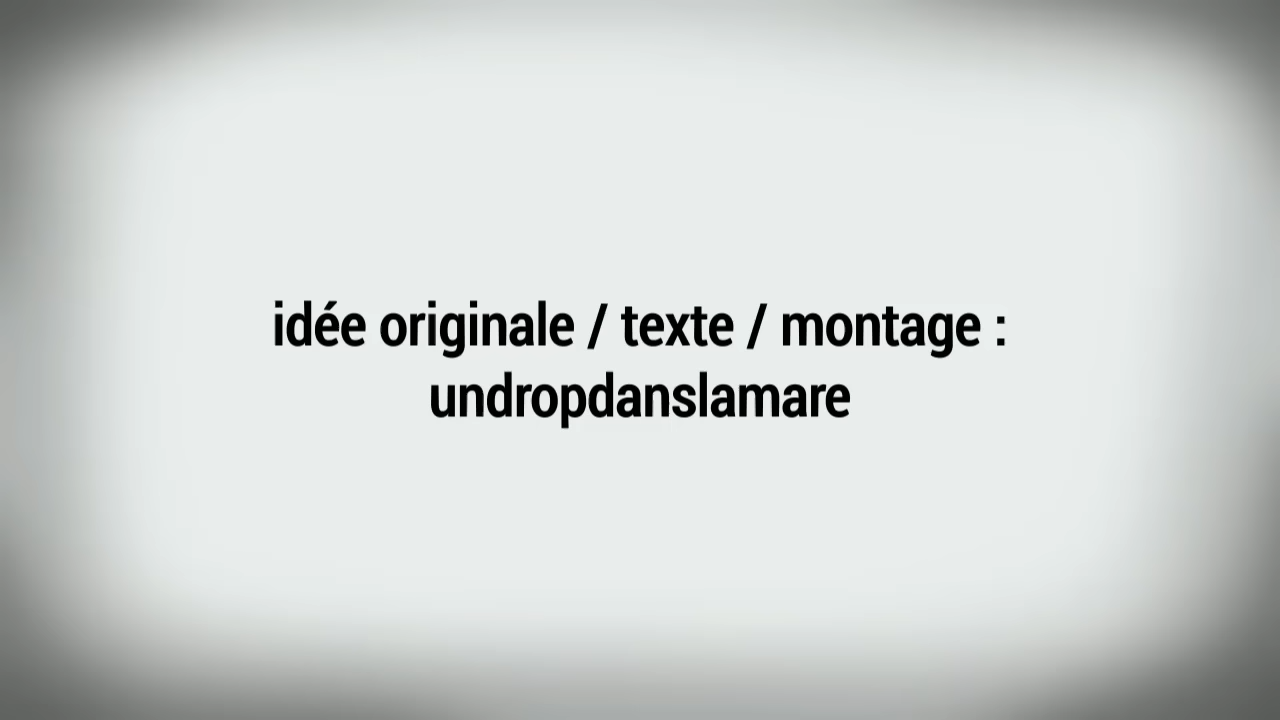 idée originale / texte / montage :
undropdanslamare